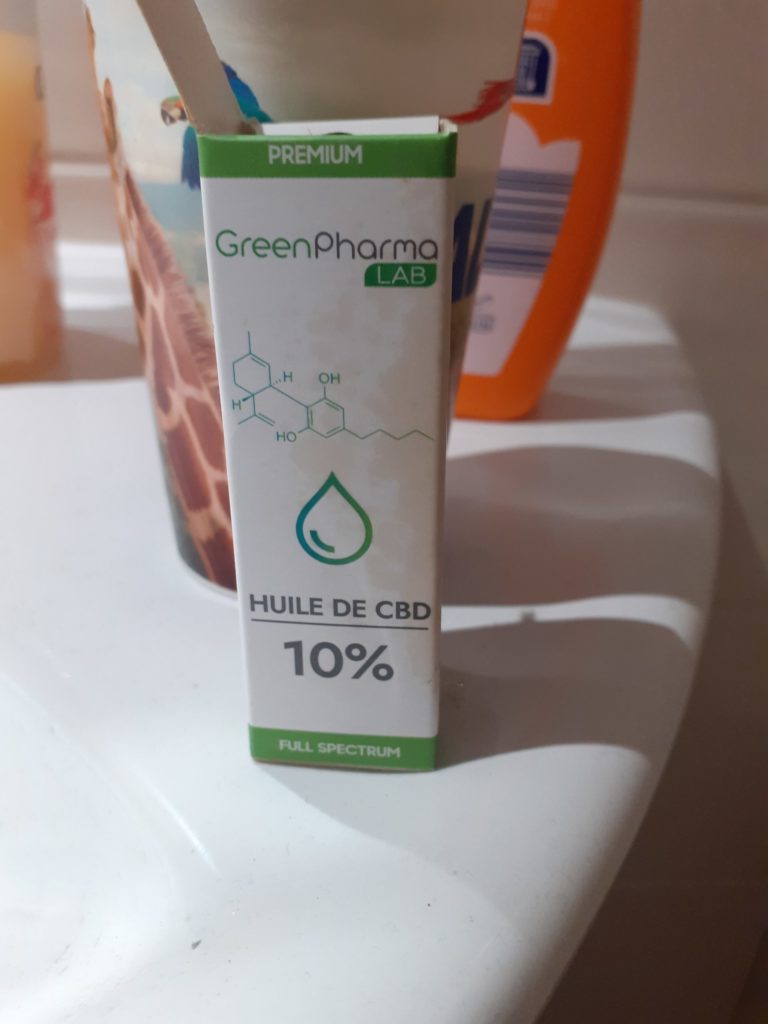 PREMIUM
GreenPharma
LAB
H
OH
H
HO
HUILE DE CBD
10%
FULL SPECTRUM